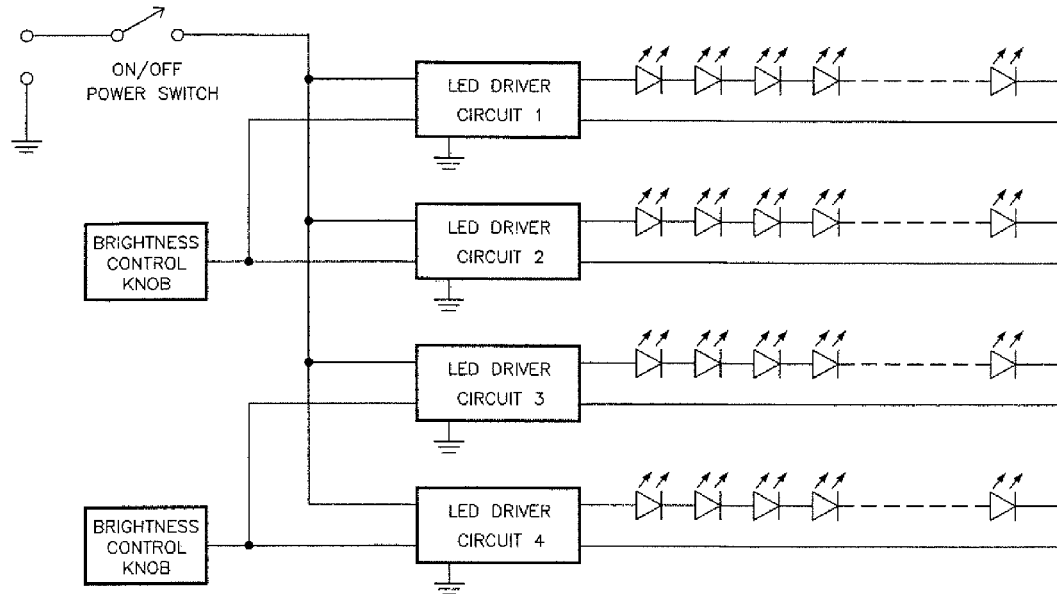 ON/OFF
POWER SWITCH
LED DRIVER
CIRCUIT 1
LED DRIVER
CIRCUIT 2
BRIGHTNESS
CONTROL
KNOB
LED DRIVER
CIRCUIT 3
LED DRIVER
CIRCUIT 4
BRIGHTNESS
CONTROL
KNOB